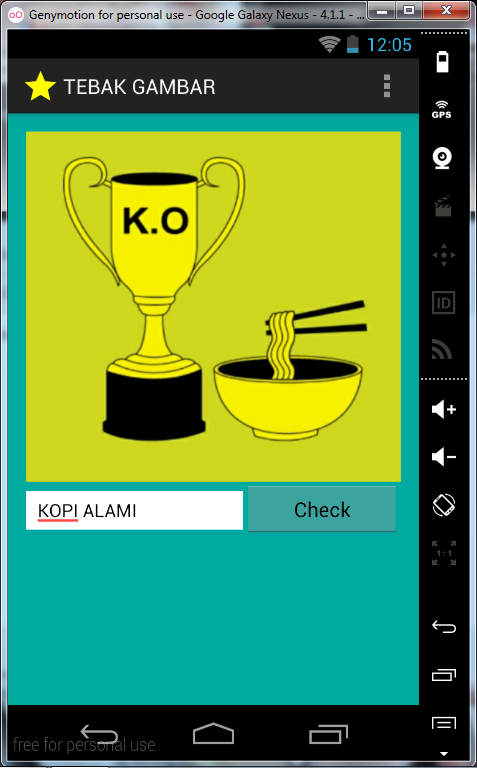 Genymotion for personal use - Google Galaxy Nexus - 4.1.1 - ...
12:05
TEBAK GAMBAR
GPS
K.O
ID
KOPI ALAMI
Check
1:1
free for personal use